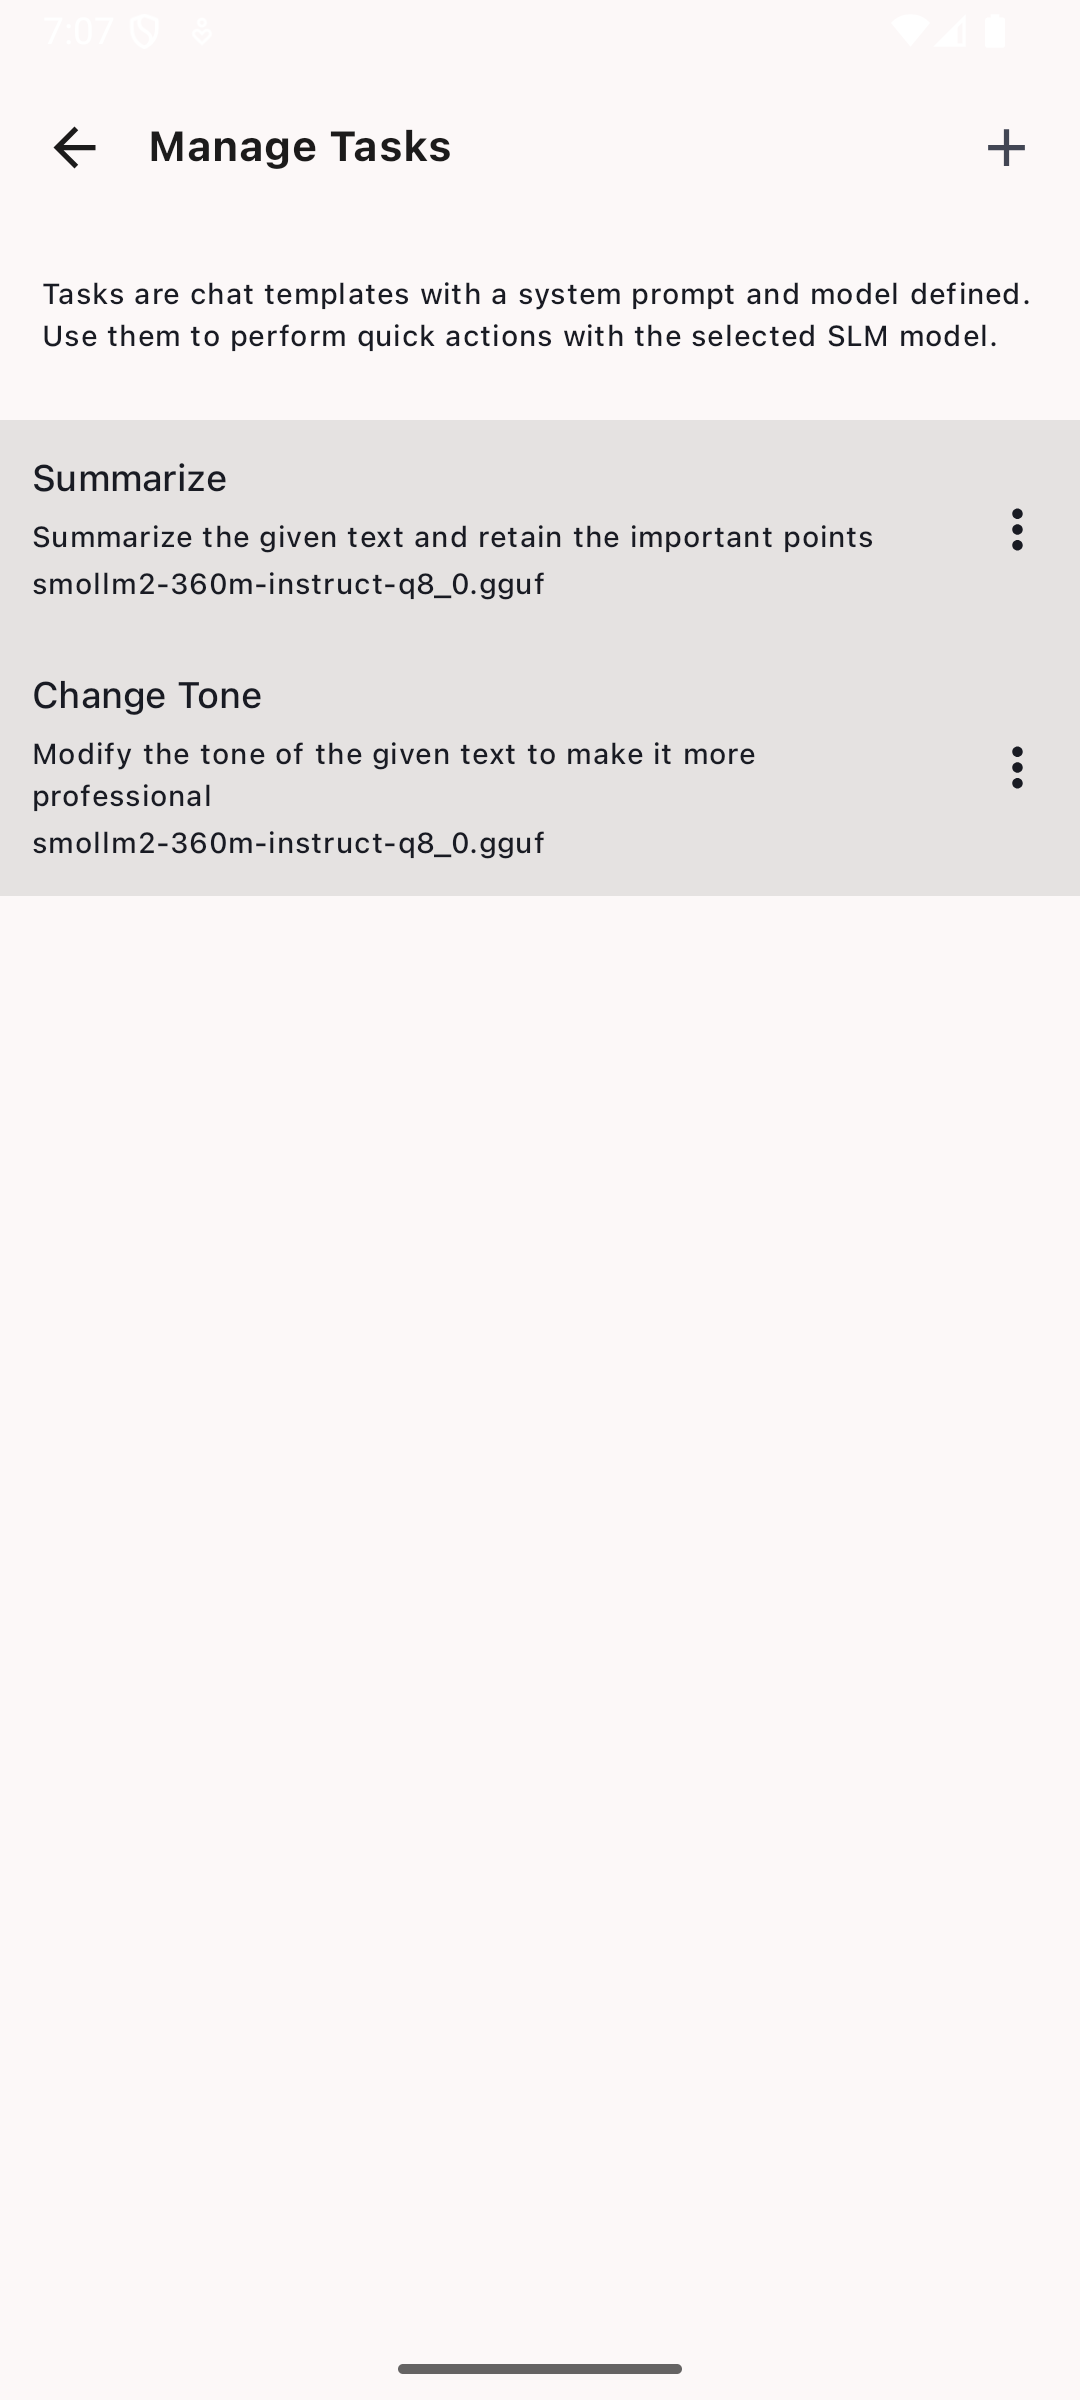 7:07
Manage Tasks
Tasks are chat templates with a system prompt and model defined.
Use them to perform quick actions with the selected SLM model.
Summarize
Summarize the given text and retain the important points
smollm2-360m-instruct-q8_0.gguf
Change Tone
Modify the tone of the given text to make it more
professional
smollm2-360m-instruct-q8_0.gguf